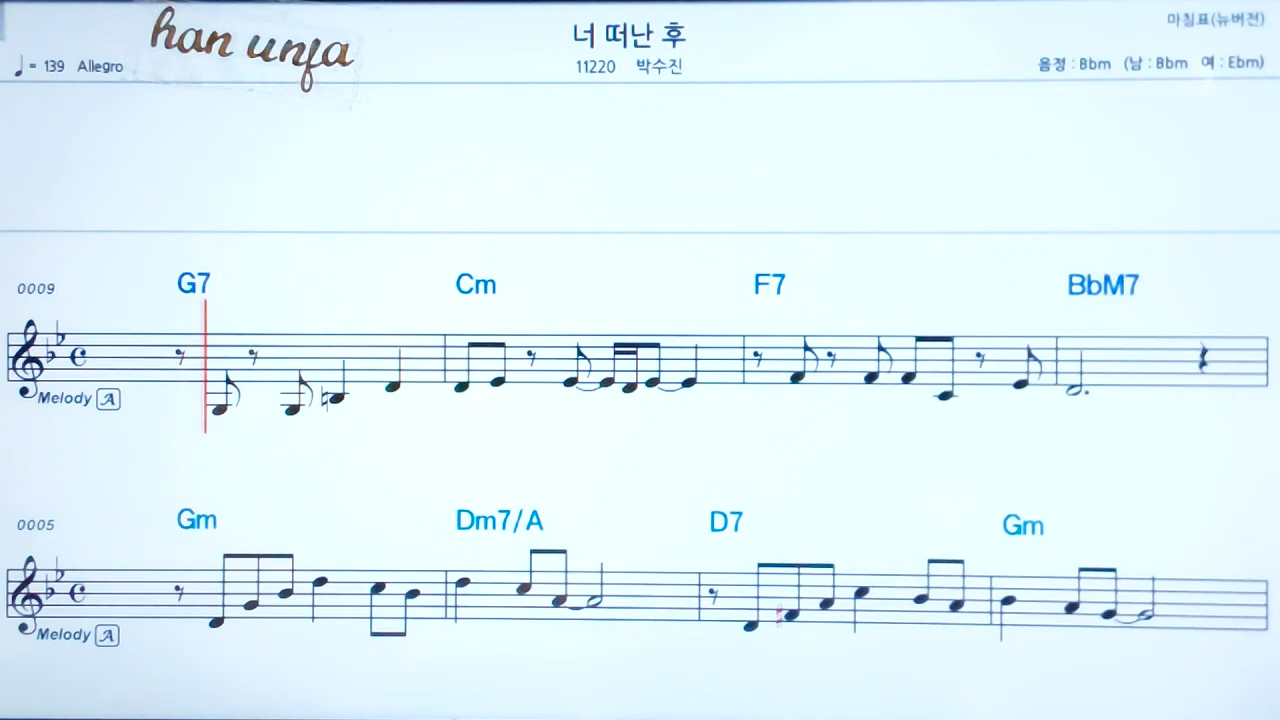 han unfa
너 떠난 후
마침표(뉴버전)
♩= 139 Allegro
11220 박수진
음정 : Bbm (남 : Bbm 여 : Ebm)
0009 G7 Cm F7 BbM7
Melody A
0005 Gm Dm7/A D7 Gm
Melody A